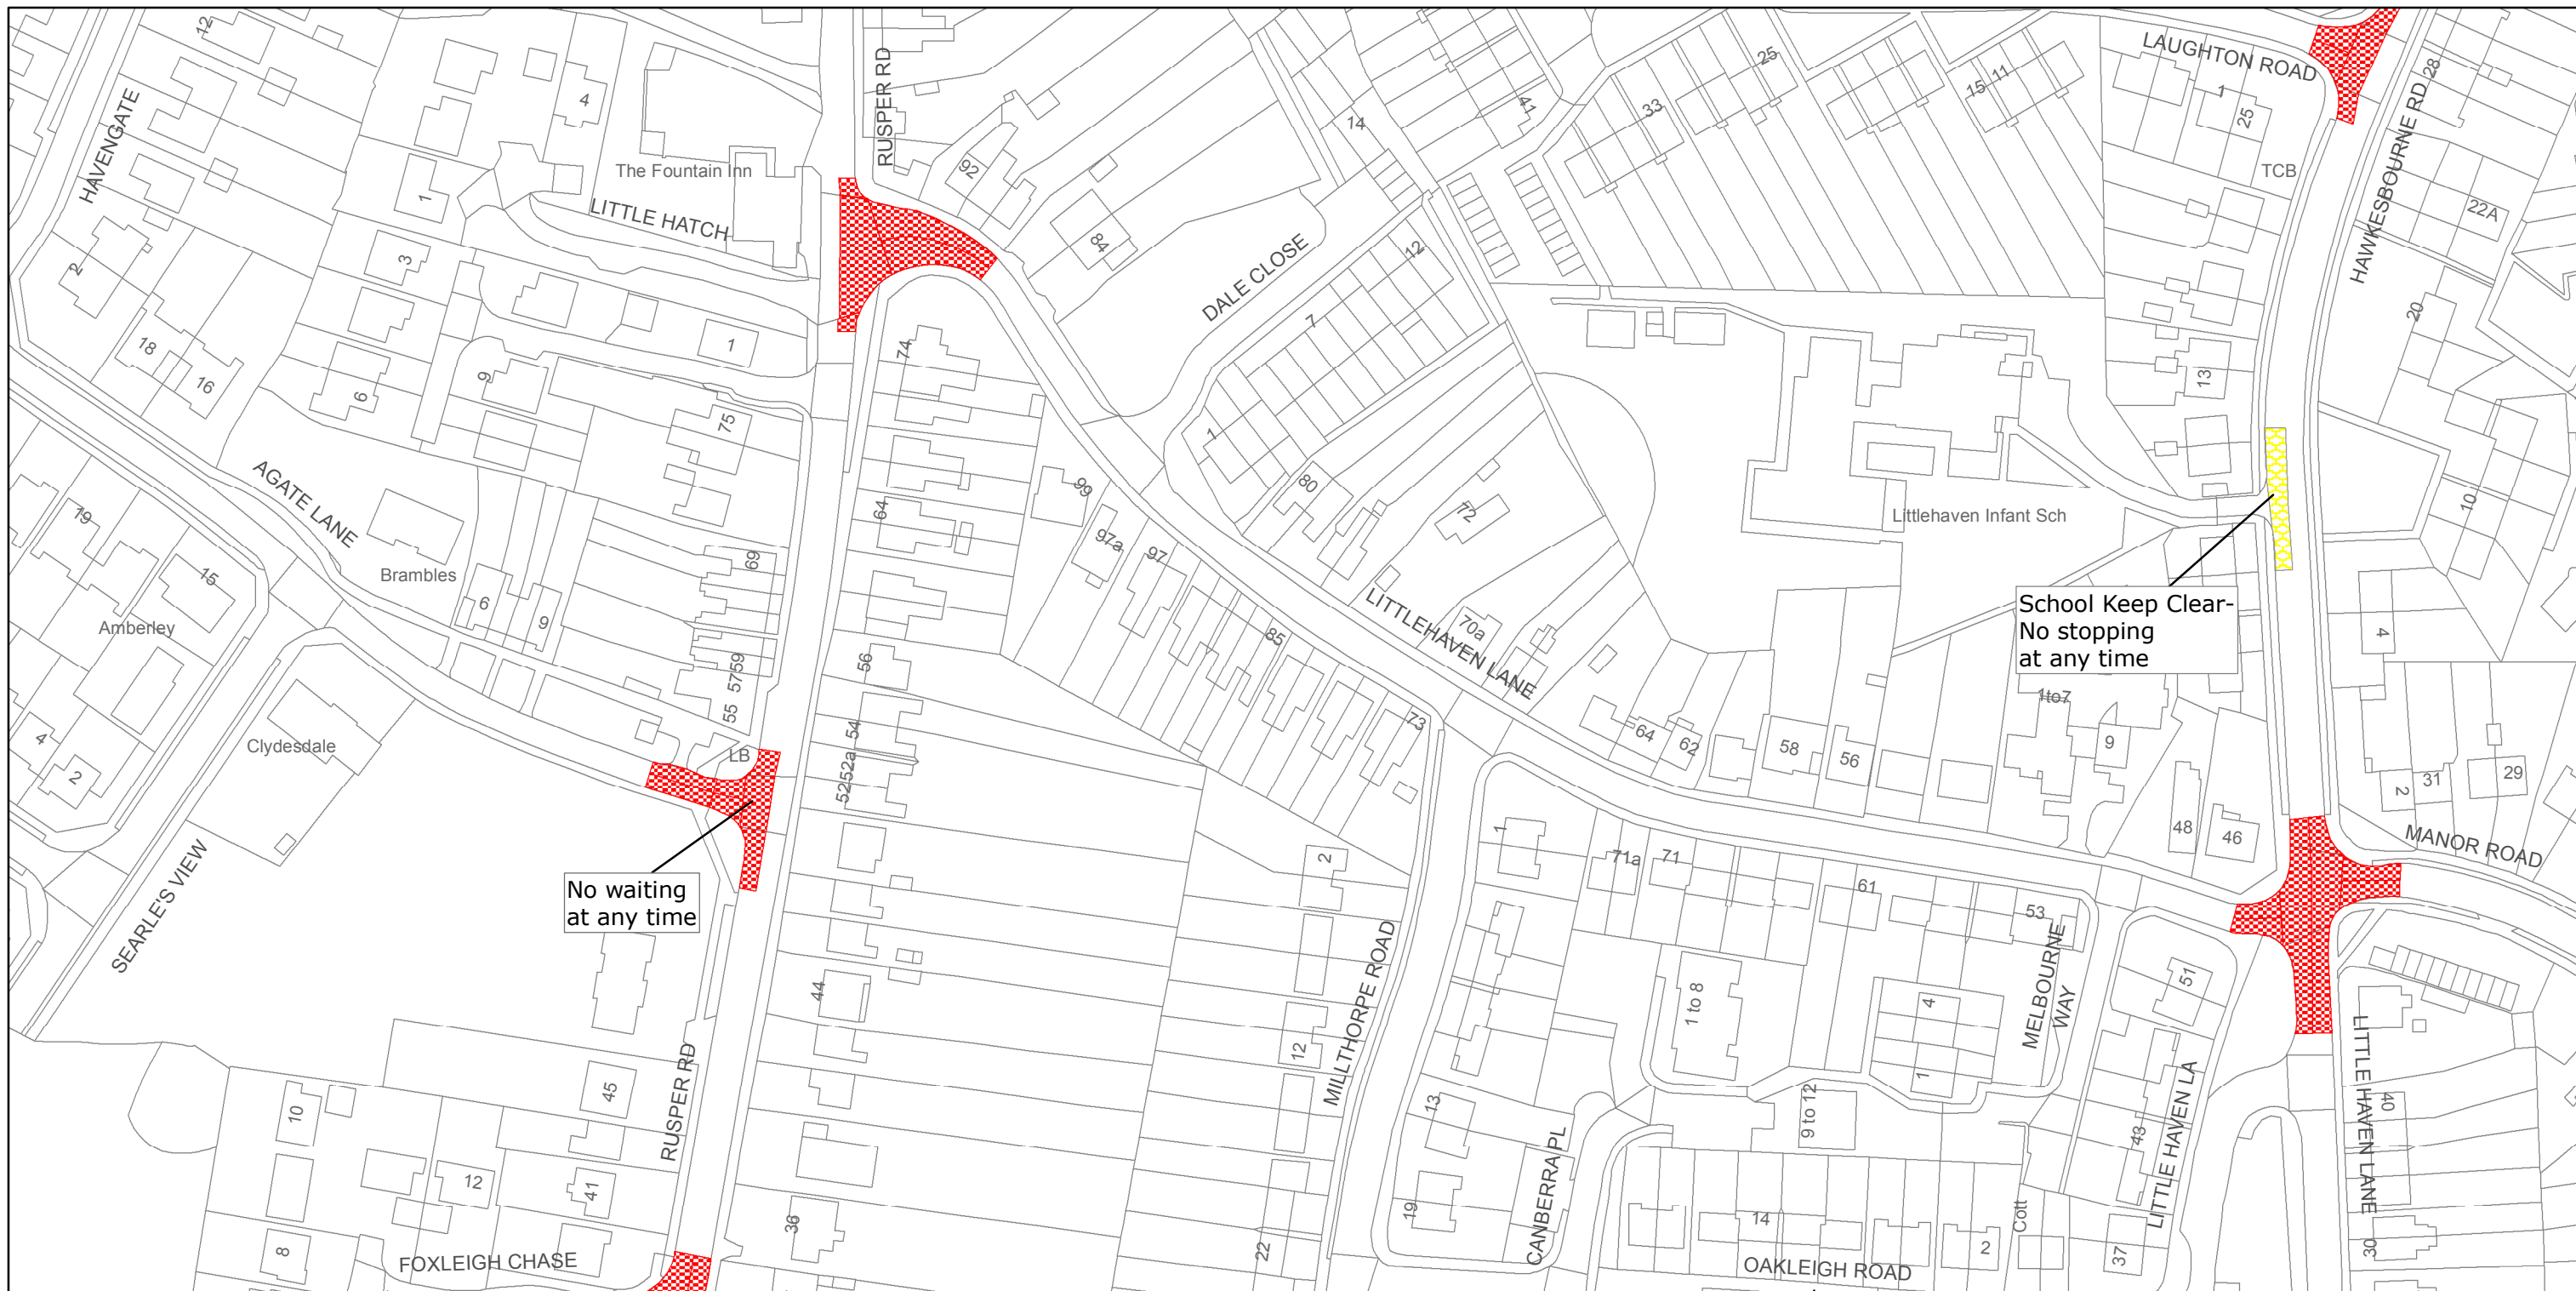 12
HAVENGATE
4
RUSPER RD
The Fountain Inn
92
14
41
33
25
15
11
LAUGHTON ROAD
1
25
28
TCB
HAWKESBOURNE RD
22A
1
LITTLE HATCH
84
DALE CLOSE
12
2
3
18
16
6
9
1
74
7
1
20
13
75
AGATE LANE
19
15
Brambles
6
9
69
64
99
97a
97
80
72
Littlehaven Infant Sch
10
Amberley
Clydesdale
4
2
57
59
55
LB
56
54
52
52a
85
73
LITTLEHAVEN LANE
70a
64
62
58
56
School Keep Clear-
No stopping
at any time
1to7
9
48
46
4
2
31
29
MANOR ROAD
SEARLE'S VIEW
No waiting
at any time
44
2
12
MILLTHORPE ROAD
1
71a
71
61
53
1 to 8
4
1
MELBOURNE
WAY
51
LITTLEHAVEN LANE
40
10
45
RUSPER RD
12
41
8
FOXLEIGH CHASE
36
22
13
19
CANBERRA PL
9 to 12
14
2
OAKLEIGH ROAD
Cott
43
LITTLE HAVEN LA
37
30